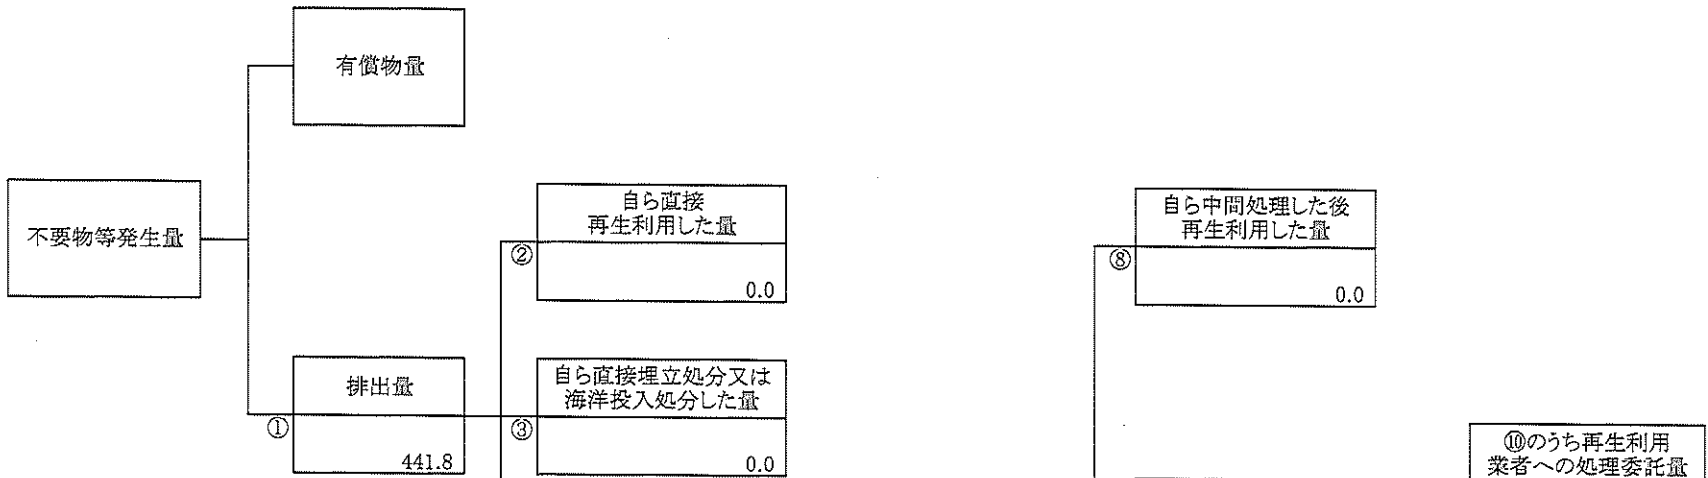 有償物量
不要物等発生量
自ら直接
再生利用した量
②
0.0
自ら中間処理した後
再生利用した量
⑧
0.0
排出量
①
441.8
自ら直接埋立処分又は
海洋投入処分した量
③
0.0
⑩のうち再生利用
業者への処理委託量